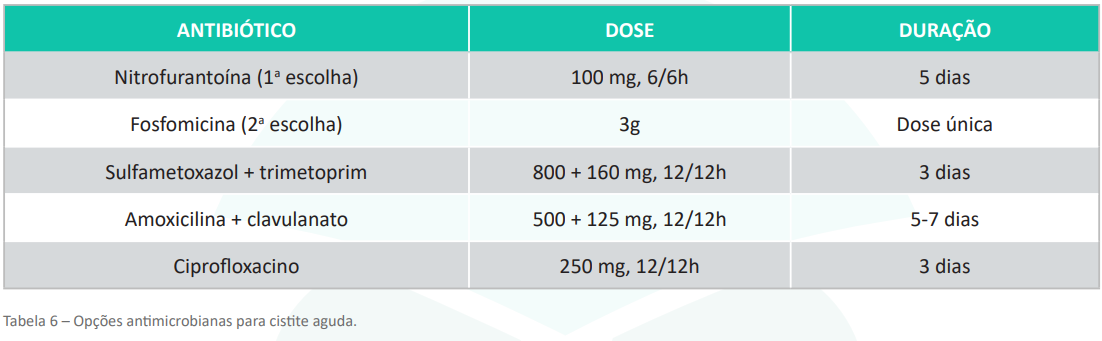 ANTIBIÓTICO DOSE DURAÇÃO
Nitrofurantoína (1ª escolha) 100 mg, 6/6h 5 dias
Fosfomicina (2ª escolha) 3g Dose única
Sulfametoxazol + trimetoprim 800 + 160 mg, 12/12h 3 dias
Amoxicilina + clavulanato 500 + 125 mg, 12/12h 5-7 dias
Ciprofloxacino 250 mg, 12/12h 3 dias
Tabela 6 – Opções antimicrobianas para cistite aguda.